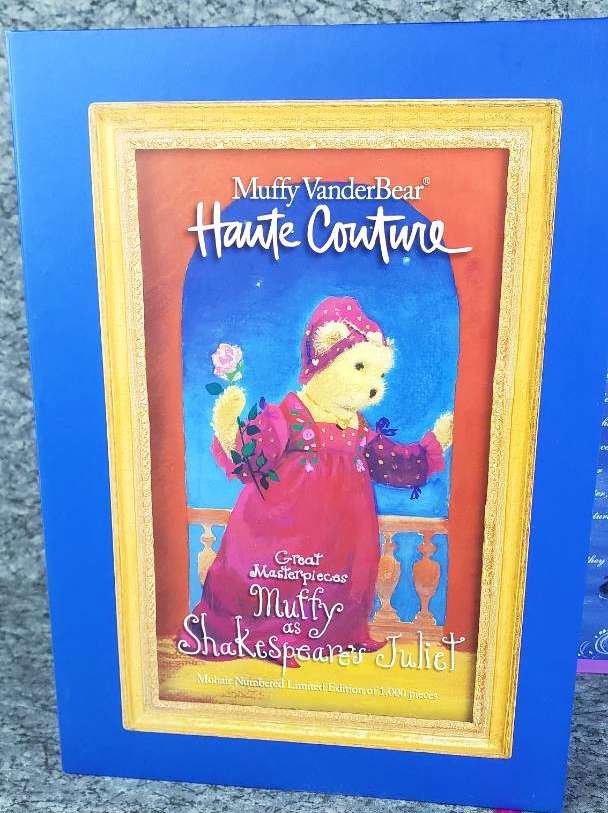 Muffy VanderBear®
Haute Couture
Great
Masterpieces
Muffy
as
Shakespeare's Juliet
Mohair Numbered Limited Edition of 1,000 pieces